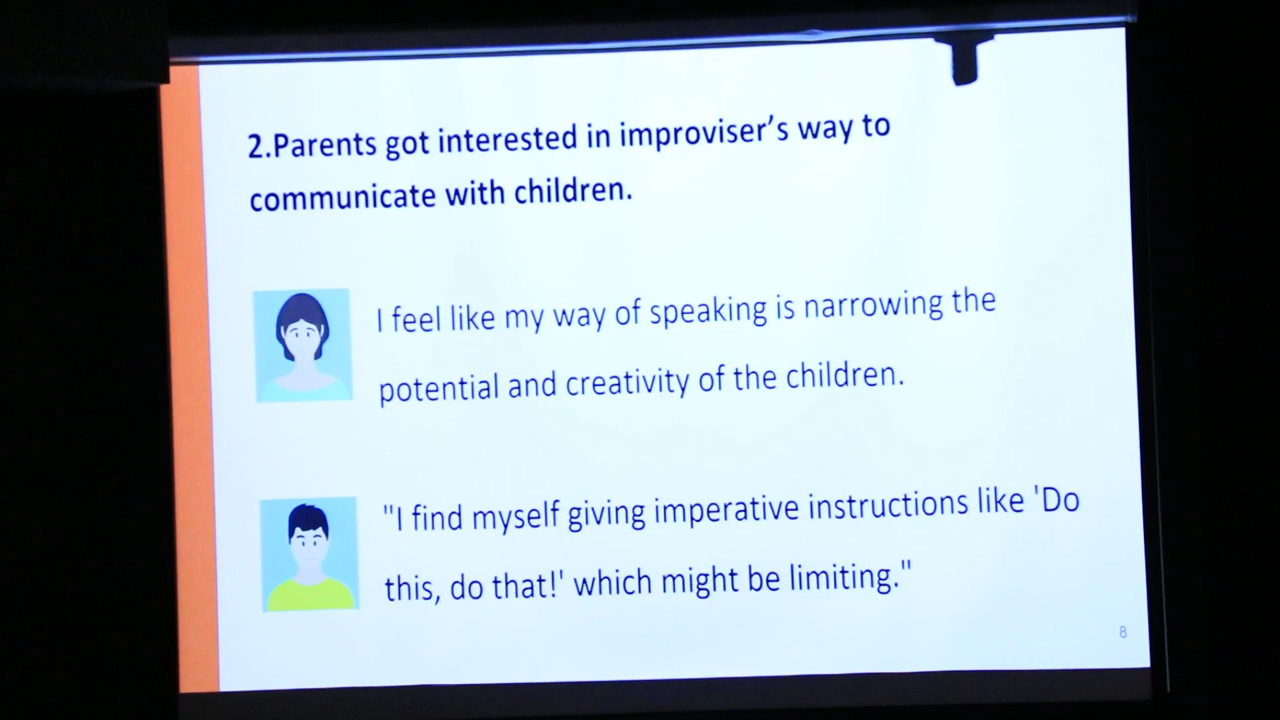 2.Parents got interested in improviser’s way to
communicate with children.
I feel like my way of speaking is narrowing the
potential and creativity of the children.
"I find myself giving imperative instructions like 'Do
this, do that!' which might be limiting."
8